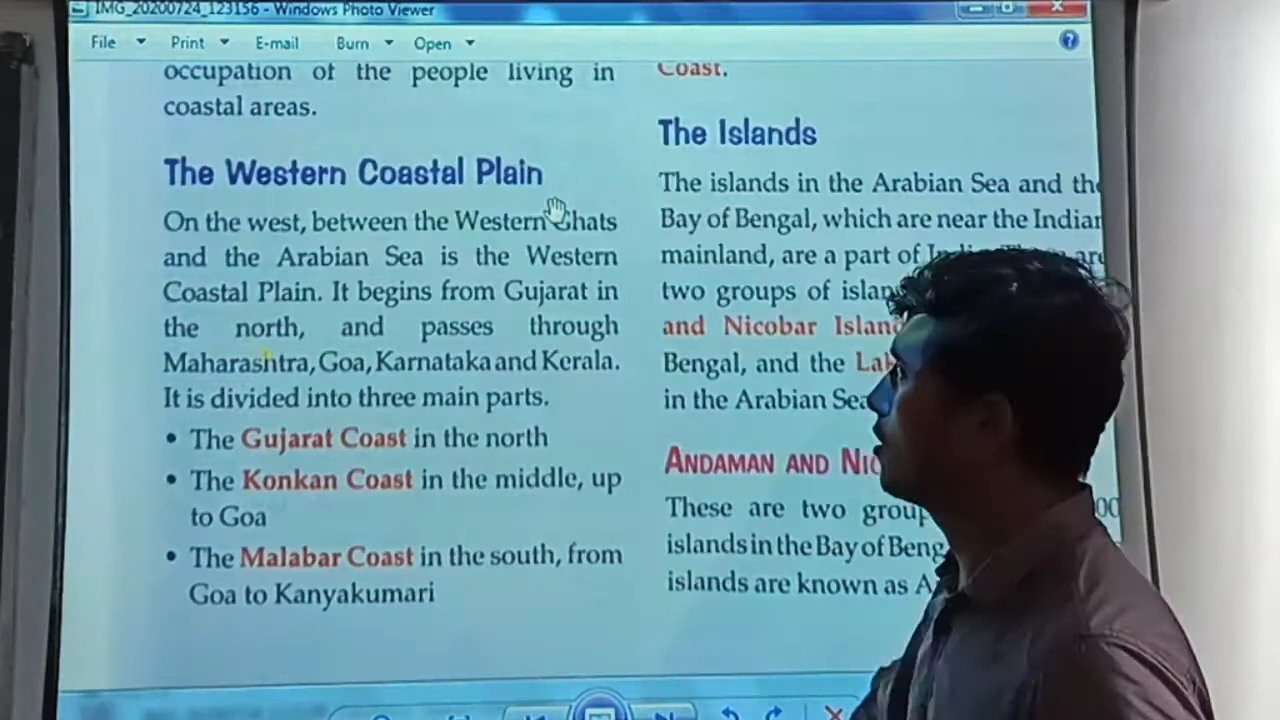 IMG_20200724_123156 - Windows Photo Viewer
File Print E-mail Burn Open
occupation of the people living in
coastal areas.
The Western Coastal Plain
On the west, between the Western Ghats
and the Arabian Sea is the Western
Coastal Plain. It begins from Gujarat in
the north, and passes through
Maharashtra, Goa, Karnataka and Kerala.
It is divided into three main parts.
• The Gujarat Coast in the north
• The Konkan Coast in the middle, up
to Goa
• The Malabar Coast in the south, from
Goa to Kanyakumari
Coast.
The Islands
The islands in the Arabian Sea and the
Bay of Bengal, which are near the Indian
mainland, are a part of
two groups of
and Nicobar
Bengal, and the
in the Arabian Sea
ANDAMAN AND
These are two
islands in the Bay of
islands are known as